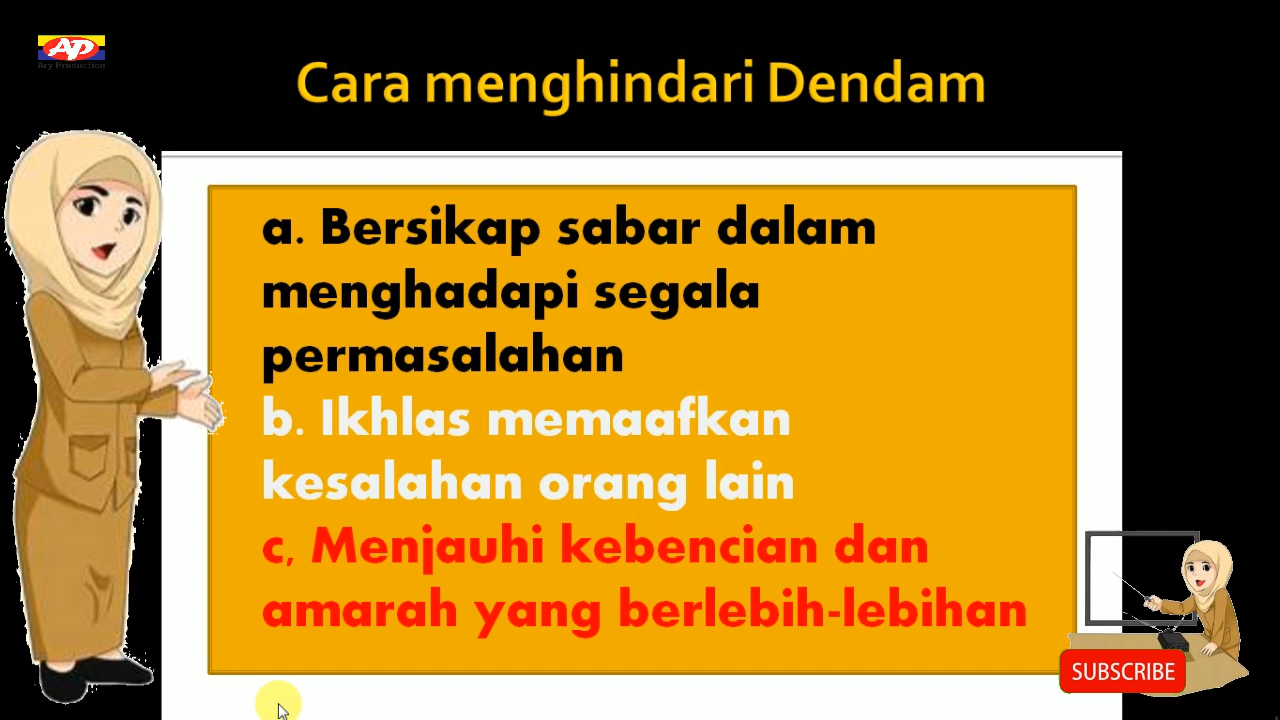 AP
Ary Production
Cara menghindari Dendam
a. Bersikap sabar dalam
menghadapi segala
permasalahan
b. Ikhlas memaafkan
kesalahan orang lain
c, Menjauhi kebencian dan
amarah yang berlebih-lebihan
SUBSCRIBE